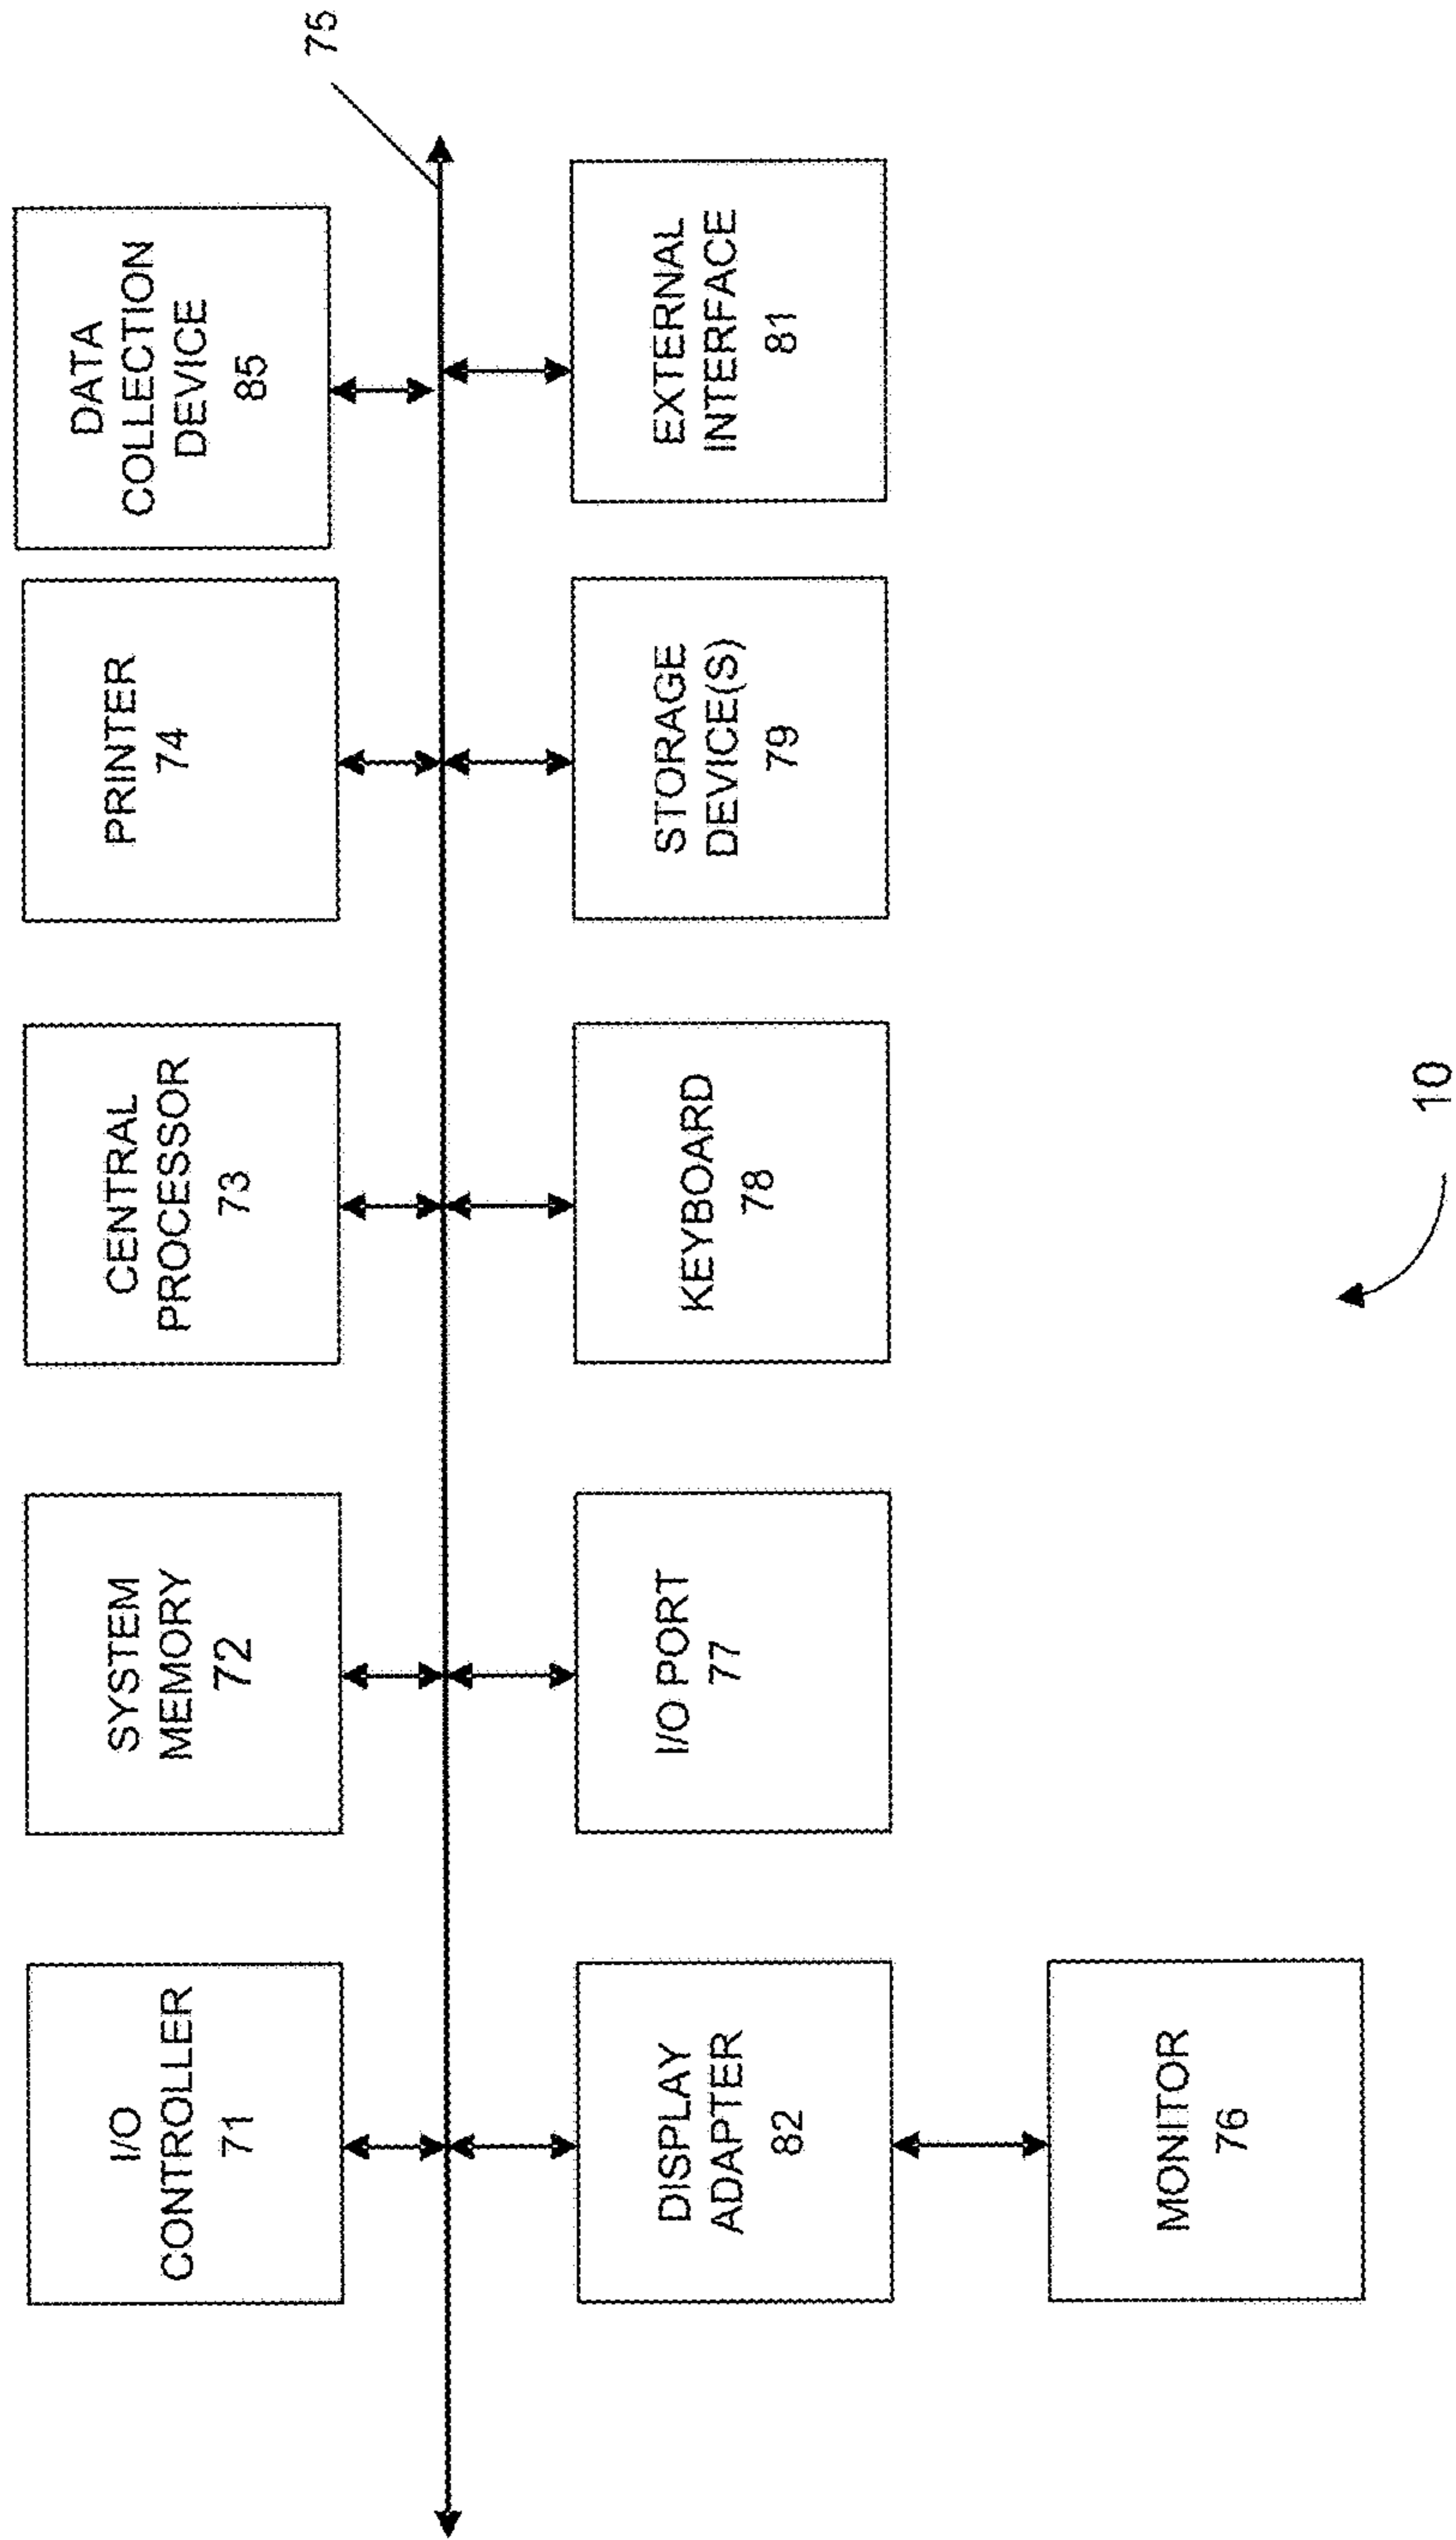 75
I/O
CONTROLLER
71
SYSTEM
MEMORY
72
CENTRAL
PROCESSOR
73
PRINTER
74
DATA
COLLECTION
DEVICE
85
DISPLAY
ADAPTER
82
I/O PORT
77
KEYBOARD
78
STORAGE
DEVICE(S)
79
EXTERNAL
INTERFACE
81
MONITOR
76
10